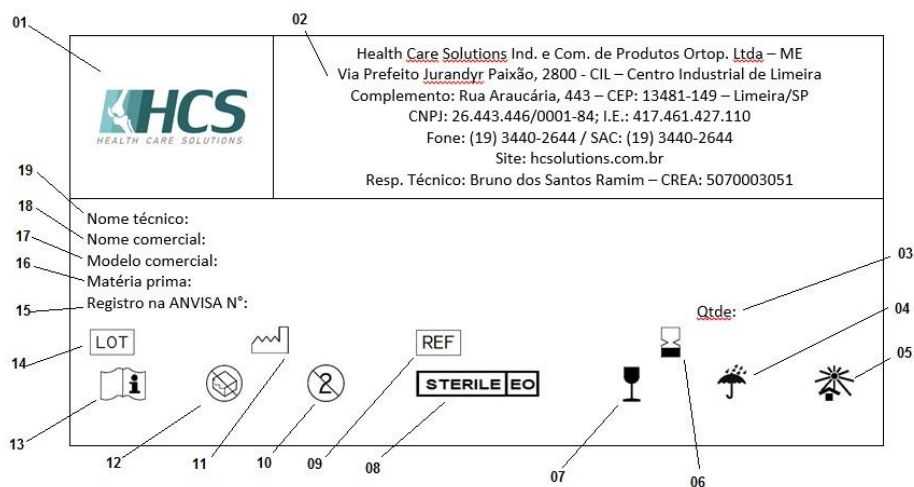 01
02
HCS
HEALTH CARE SOLUTIONS
Health Care Solutions Ind. e Com. de Produtos Ortop. Ltda – ME
Via Prefeito Jurandyr Paixão, 2800 - CIL – Centro Industrial de Limeira
Complemento: Rua Araucária, 443 – CEP: 13481-149 – Limeira/SP
CNPJ: 26.443.446/0001-84; I.E.: 417.461.427.110
Fone: (19) 3440-2644 / SAC: (19) 3440-2644
Site: hcsolutions.com.br
Resp. Técnico: Bruno dos Santos Ramim – CREA: 5070003051
19
Nome técnico:
18
Nome comercial:
17
Modelo comercial:
16
Matéria prima:
15
Registro na ANVISA N°:
Qtde:
03
04
05
LOT
REF
14
i
2
STERILE EO
13
12
11
10
09
08
07
06